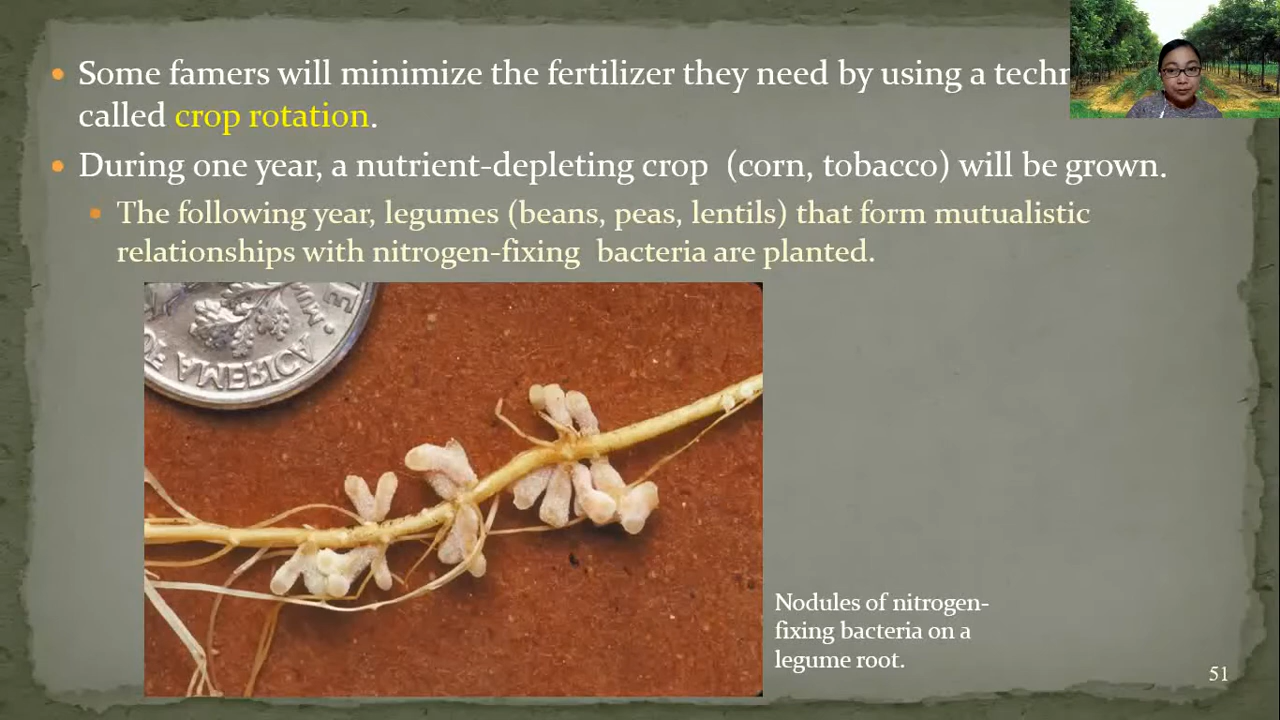 Some famers will minimize the fertilizer they need by using a
called crop rotation.
During one year, a nutrient-depleting crop (corn, tobacco) will be grown.
The following year, legumes (beans, peas, lentils) that form mutualistic
relationships with nitrogen-fixing bacteria are planted.
OF AMERICA
Nodules of nitrogen-
fixing bacteria on a
legume root.
51